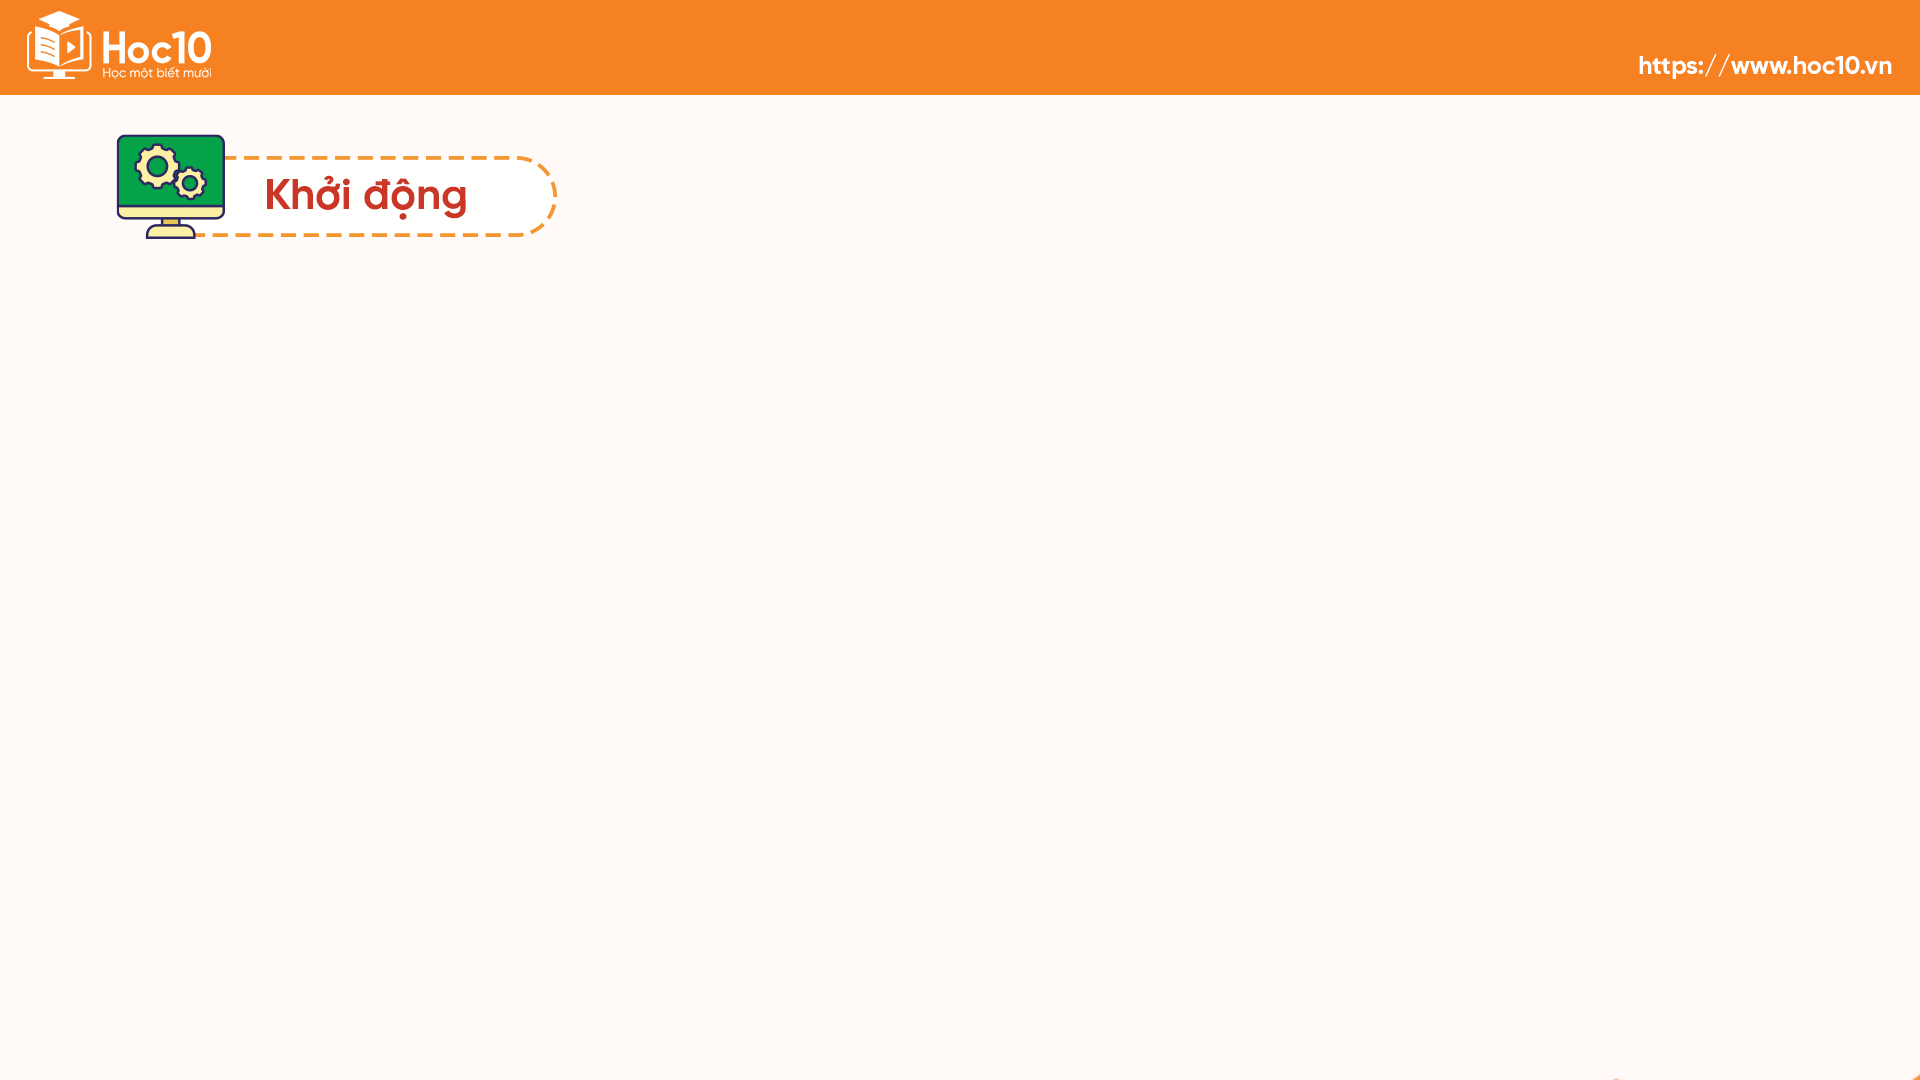 Hoc10
Học một biết mười
https://www.hoc10.vn
Khởi động